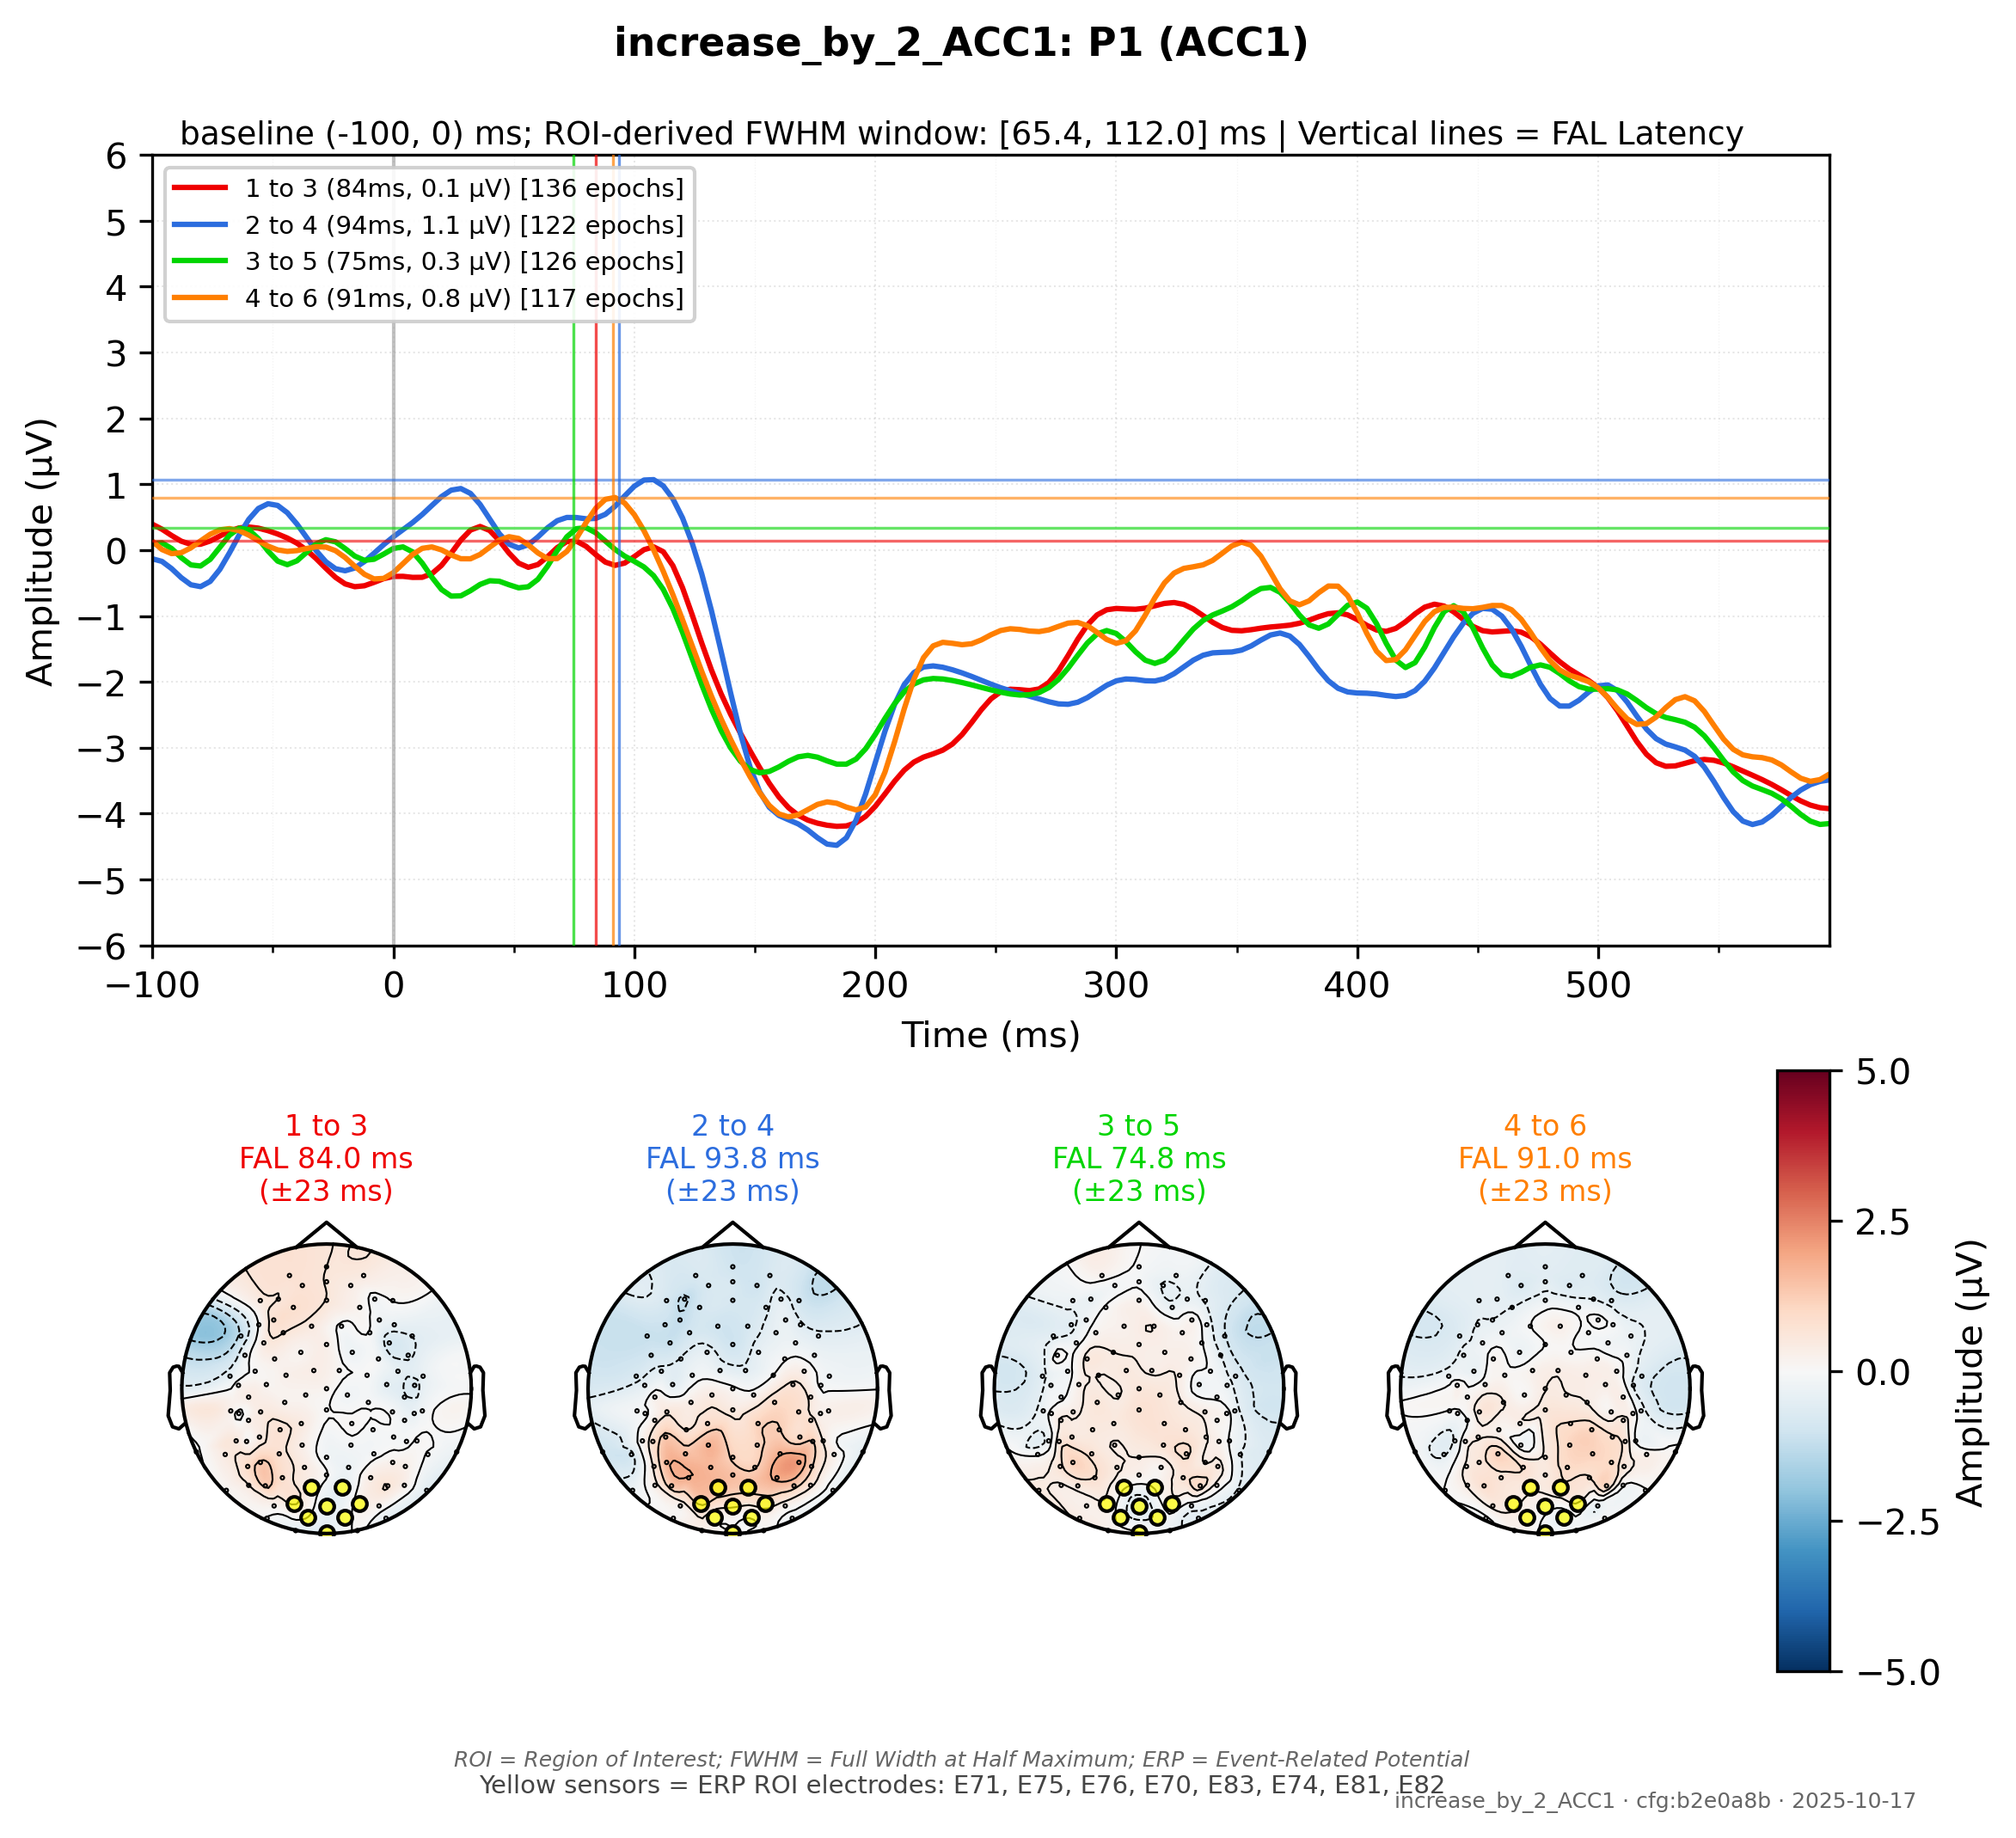 increase_by_2_ACC1: P1 (ACC1)
baseline (-100, 0) ms; ROI-derived FWHM window: [65.4, 112.0] ms | Vertical lines = FAL Latency
1 to 3 (84ms, 0.1 µV) [136 epochs]
2 to 4 (94ms, 1.1 µV) [122 epochs]
3 to 5 (75ms, 0.3 µV) [126 epochs]
4 to 6 (91ms, 0.8 µV) [117 epochs]
Amplitude (µV)
6
5
4
3
2
1
0
−1
−2
−3
−4
−5
−6
−100 0 100 200 300 400 500
Time (ms)
1 to 3
FAL 84.0 ms
(±23 ms)
2 to 4
FAL 93.8 ms
(±23 ms)
3 to 5
FAL 74.8 ms
(±23 ms)
4 to 6
FAL 91.0 ms
(±23 ms)
5.0
2.5
0.0
−2.5
−5.0
Amplitude (µV)
ROI = Region of Interest; FWHM = Full Width at Half Maximum; ERP = Event-Related Potential
Yellow sensors = ERP ROI electrodes: E71, E75, E76, E70, E83, E74, E81, E82
increase_by_2_ACC1 · cfg:b2e0a8b · 2025-10-17